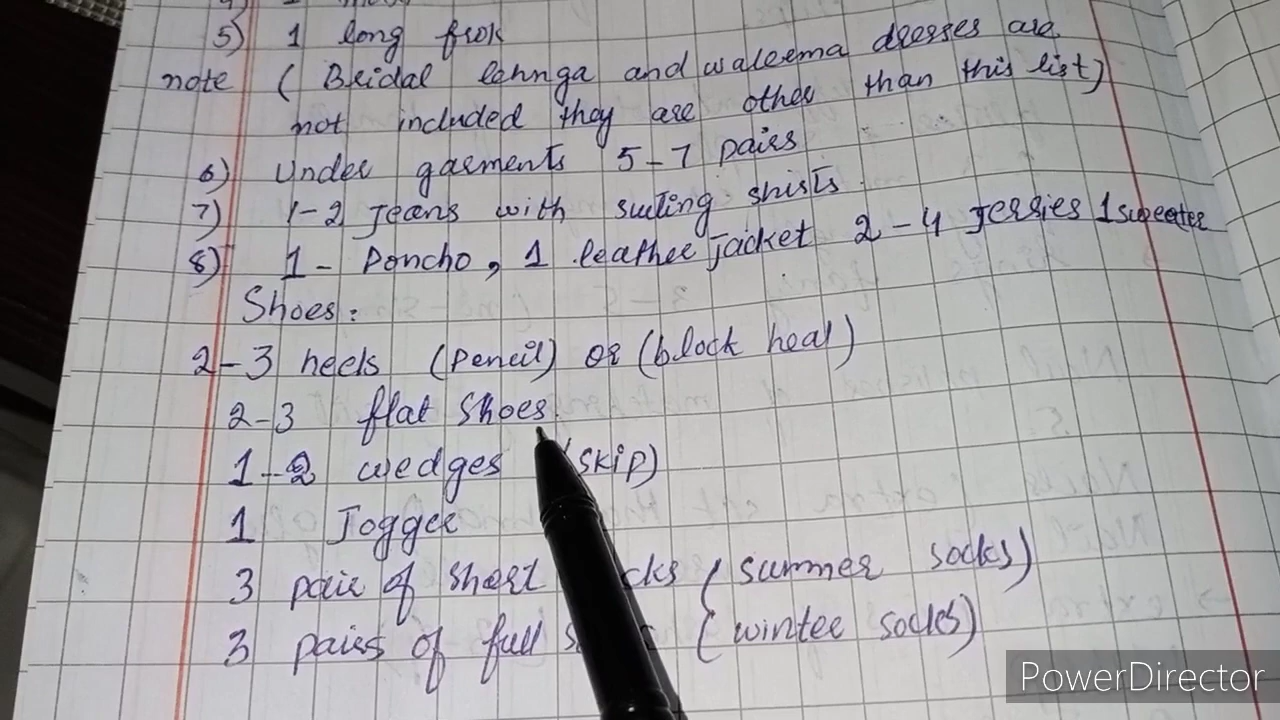 5) 1 long frok
note ( Bridal lehnga and waleema dresses are
not included they are other than this list)
6) Under garments 5-7 pairs
7) 1-2 Jeans with suiting shirts
8) 1- Poncho, 1 leather jacket 2-4 Jersies 1 sweater
Shoes:
2-3 heels (pencil) or (block heal)
2-3 flat shoes.
1-2 wedges (skip)
1 Jogger
3 pair of short cks (summer socks)
3 pairs of full s (winter socks)
PowerDirector